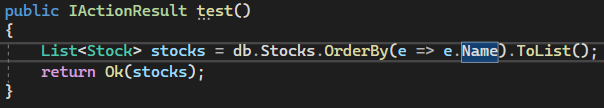 public IActionResult test()
{
    List<Stock> stocks = db.Stocks.OrderBy(e => e.Name).ToList();
    return Ok(stocks);
}